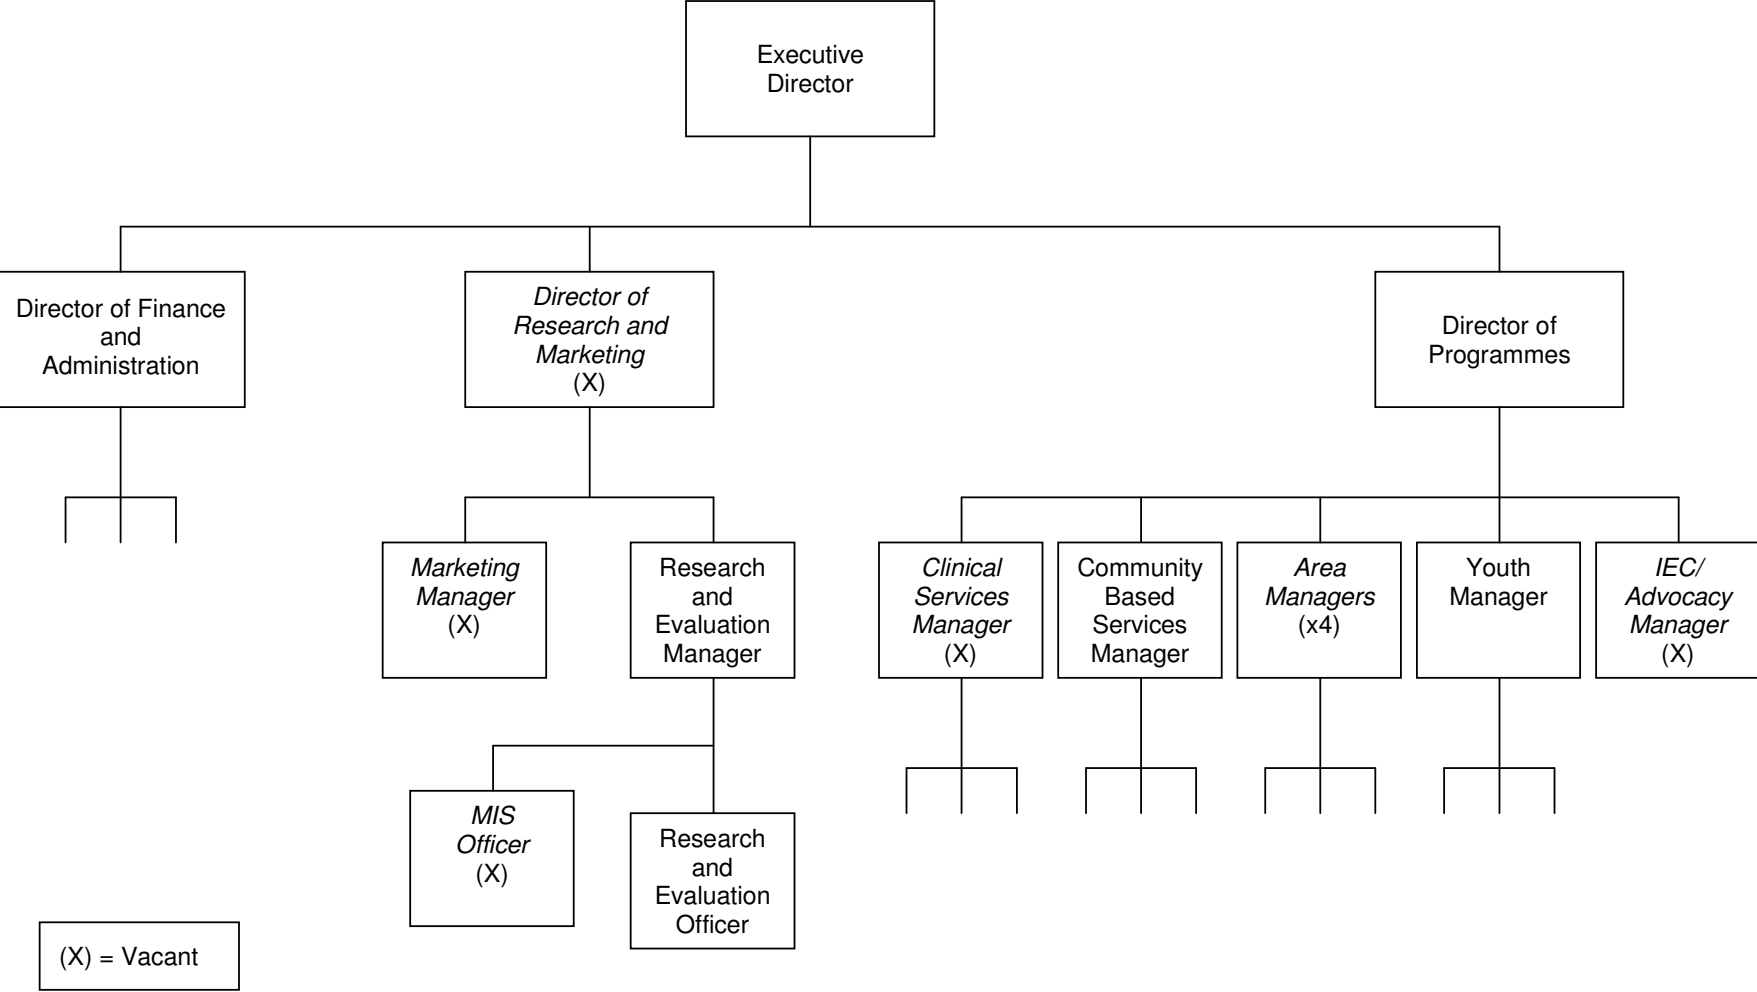 Executive
Director
Director of Finance
and
Administration
Director of
Research and
Marketing
(X)
Director of
Programmes
Marketing
Manager
(X)
Research
and
Evaluation
Manager
Clinical
Services
Manager
(X)
Community
Based
Services
Manager
Area
Managers
(x4)
Youth
Manager
IEC/
Advocacy
Manager
(X)
MIS
Officer
(X)
Research
and
Evaluation
Officer
(X) = Vacant